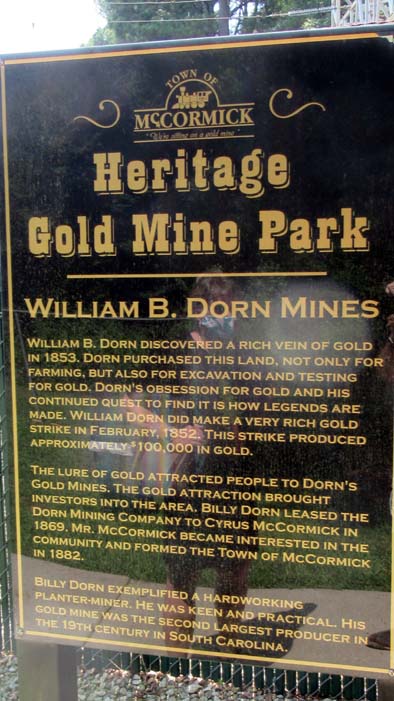 TOWN OF
McCORMICK
"We're sitting on a gold mine"
Heritage
Gold Mine Park
WILLIAM B. DORN MINES
WILLIAM B. DORN DISCOVERED A RICH VEIN OF GOLD
IN 1853. DORN PURCHASED THIS LAND, NOT ONLY FOR
FARMING, BUT ALSO FOR EXCAVATION AND TESTING
FOR GOLD. DORN'S OBSESSION FOR GOLD AND HIS
CONTINUED QUEST TO FIND IT IS HOW LEGENDS ARE
MADE. WILLIAM DORN DID MAKE A VERY RICH GOLD
STRIKE IN FEBRUARY, 1852. THIS STRIKE PRODUCED
APPROXIMATELY $100,000 IN GOLD.
THE LURE OF GOLD ATTRACTED PEOPLE TO DORN'S
GOLD MINES. THE GOLD ATTRACTION BROUGHT
INVESTORS INTO THE AREA. BILLY DORN LEASED THE
DORN MINING COMPANY TO CYRUS MCCORMICK IN
1869. MR. MCCORMICK BECAME INTERESTED IN THE
COMMUNITY AND FORMED THE TOWN OF MCCORMICK
IN 1882.
BILLY DORN EXEMPLIFIED A HARDWORKING
PLANTER-MINER. HE WAS KEEN AND PRACTICAL. HIS
GOLD MINE WAS THE SECOND LARGEST PRODUCER IN
THE 19TH CENTURY IN SOUTH CAROLINA.